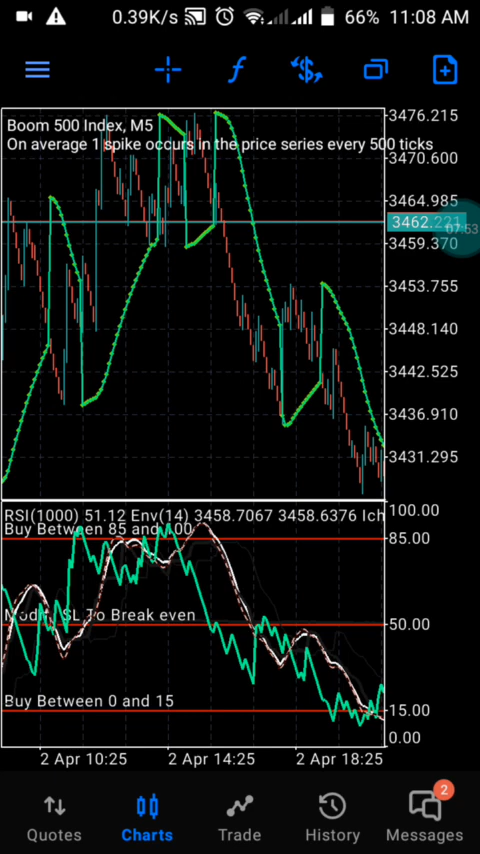 0.39K/s 66% 11:08 AM
f $
3476.215
Boom 500 Index, M5
On average 1 spike occurs in the price series every 500 ticks
3470.600
3464.985
3462.221
07:53
3459.370
3453.755
3448.140
3442.525
3436.910
3431.295
RSI(1000) 51.12 Env(14) 3458.7067 3458.6376 Ich
100.00
Buy Between 85 and 100
85.00
Modify SL To Break even
50.00
Buy Between 0 and 15
15.00
0.00
2 Apr 10:25 2 Apr 14:25 2 Apr 18:25
2
Quotes Charts Trade History Messages